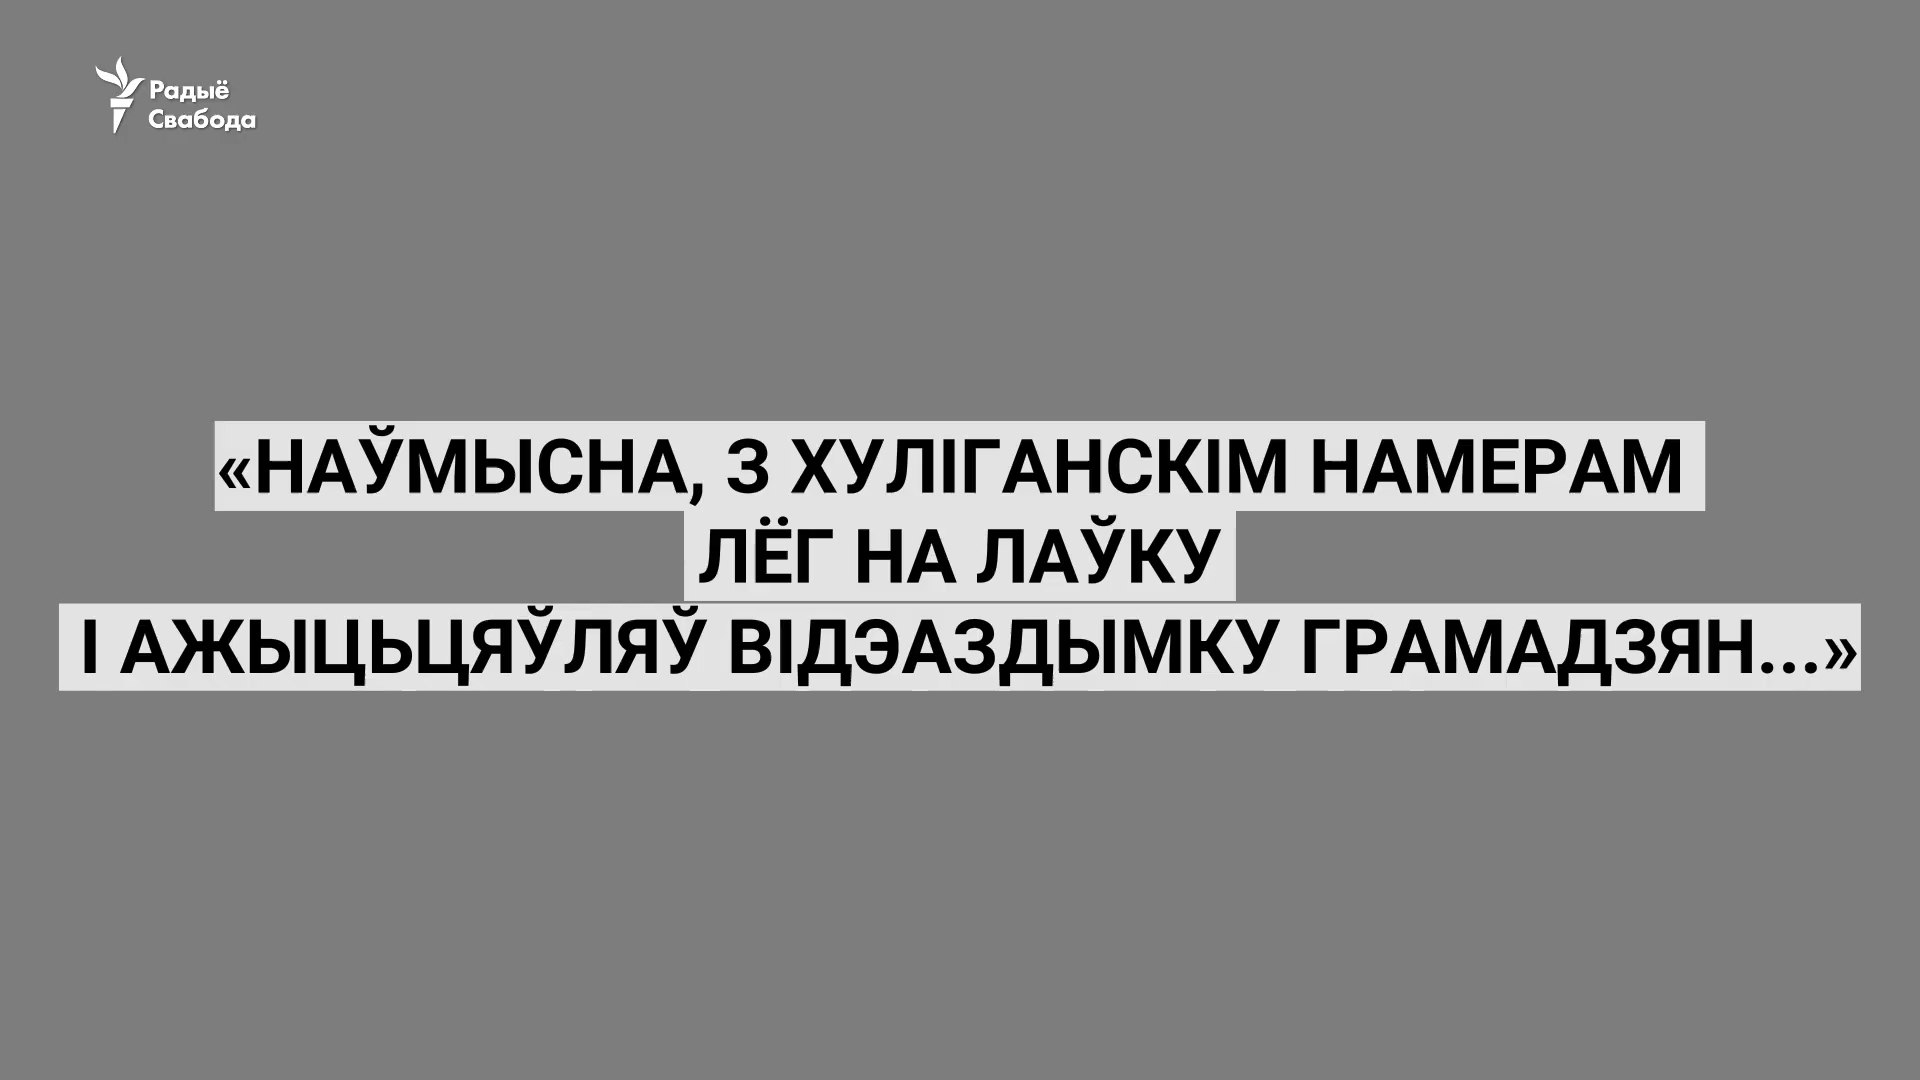 Радыё
Свабода
«НАЎМЫСНА, З ХУЛІГАНСКІМ НАМЕРАМ
ЛЁГ НА ЛАЎКУ
І АЖЫЦЬЦЯЎЛЯЎ ВІДЭАЗДЫМКУ ГРАМАДЗЯН...»